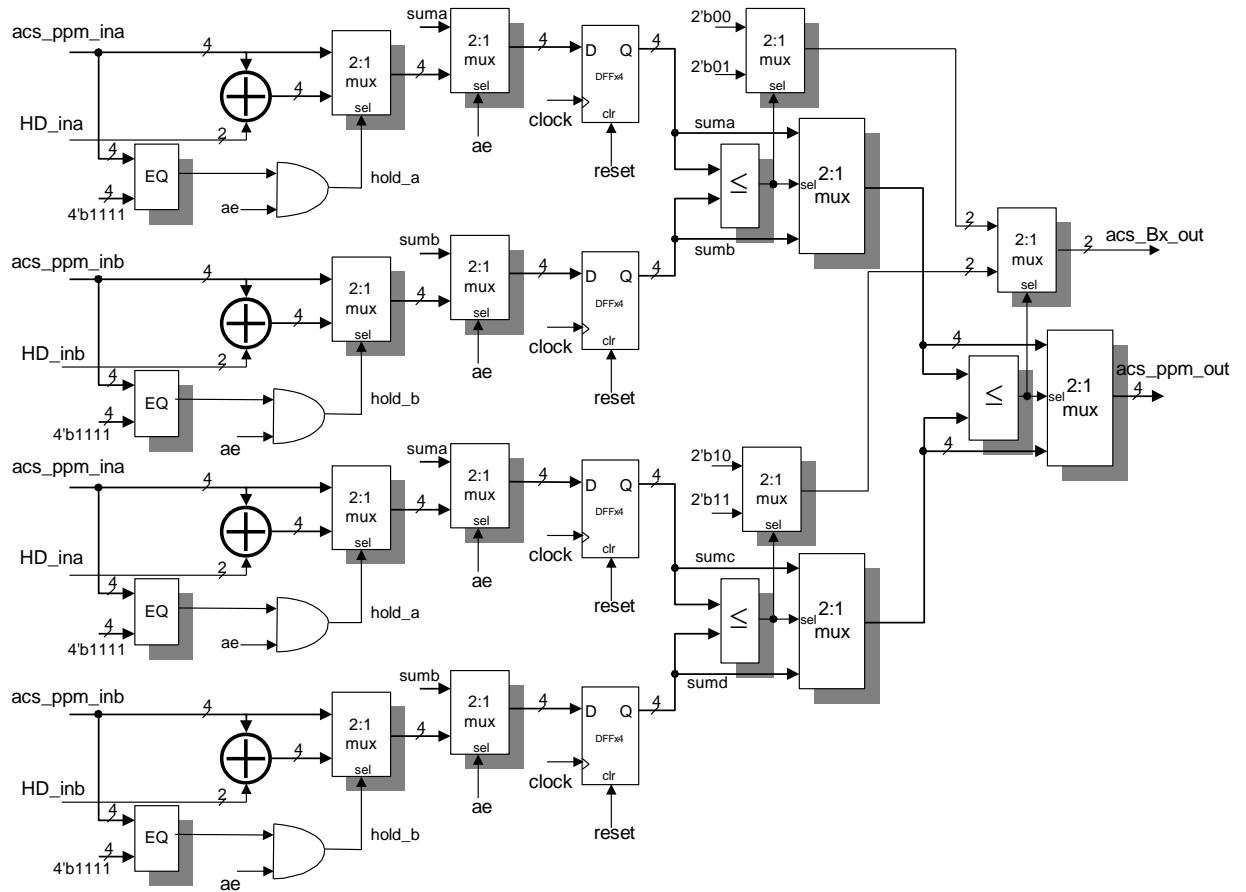 acs_ppm_ina
4
2:1
mux
sel
4
HD_ina
2
4
EQ
4
4'b1111
ae
hold_a
suma
2:1
mux
sel
4
ae
4
D Q
DFFx4
clr
clock
reset
4
2'b00
2'b01
2:1
mux
sel
suma
≤
sel
2:1
mux
sumb
acs_ppm_inb
4
2:1
mux
sel
4
HD_inb
2
4
EQ
4
4'b1111
ae
hold_b
sumb
2:1
mux
sel
4
ae
4
D Q
DFFx4
clr
clock
reset
4
2
2
2:1
mux
sel
2
acs_Bx_out
4
≤
sel
2:1
mux
4
acs_ppm_out
4
acs_ppm_ina
4
2:1
mux
sel
4
HD_ina
2
4
EQ
4
4'b1111
ae
hold_a
suma
2:1
mux
sel
4
ae
4
D Q
DFFx4
clr
clock
reset
4
2'b10
2'b11
2:1
mux
sel
sumc
≤
sel
2:1
mux
sumd
acs_ppm_inb
4
2:1
mux
sel
4
HD_inb
2
4
EQ
4
4'b1111
ae
hold_b
sumb
2:1
mux
sel
4
ae
4
D Q
DFFx4
clr
clock
reset
4